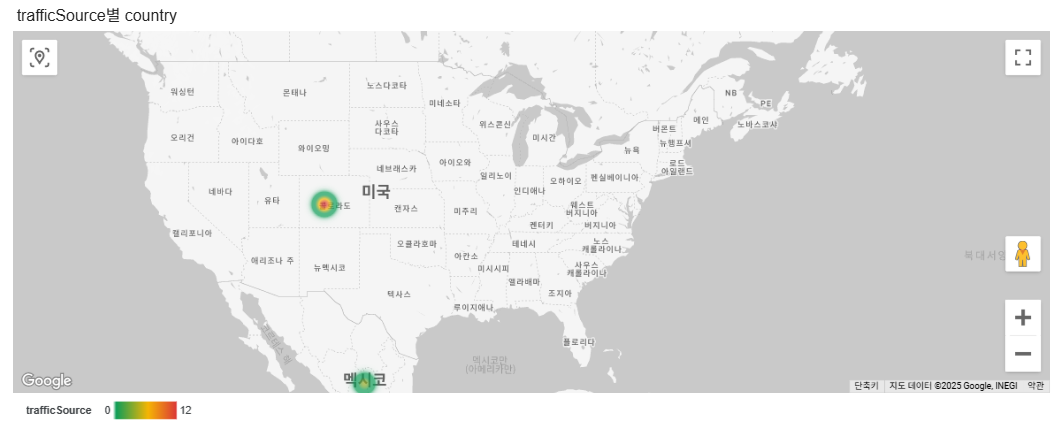 trafficSource별 country
NB
PE
워싱턴
몬태나
노스다코타
미네소타
메인
노바스코샤
사우스
다코타
위스콘신
버몬트
오리건
아이다호
미시간
뉴햄프셔
와이오밍
뉴욕
로드
아일랜드
네브래스카
아이오와
일리노이
오하이오
펜실베이니아
네바다
유타
미국
인디애나
캔자스
미주리
웨스트
버지니아
켄터키
버지니아
캘리포니아
오클라호마
테네시
노스
캐롤라이나
애리조나 주
뉴멕시코
아칸소
미시시피
사우스
캐롤라이나
앨라배마
조지아
텍사스
루이지애나
플로리다
멕시코만
(아메리카만)
멕시코
Google
단축키
지도 데이터 ©2025 Google, INEGI
약관
trafficSource 0 12